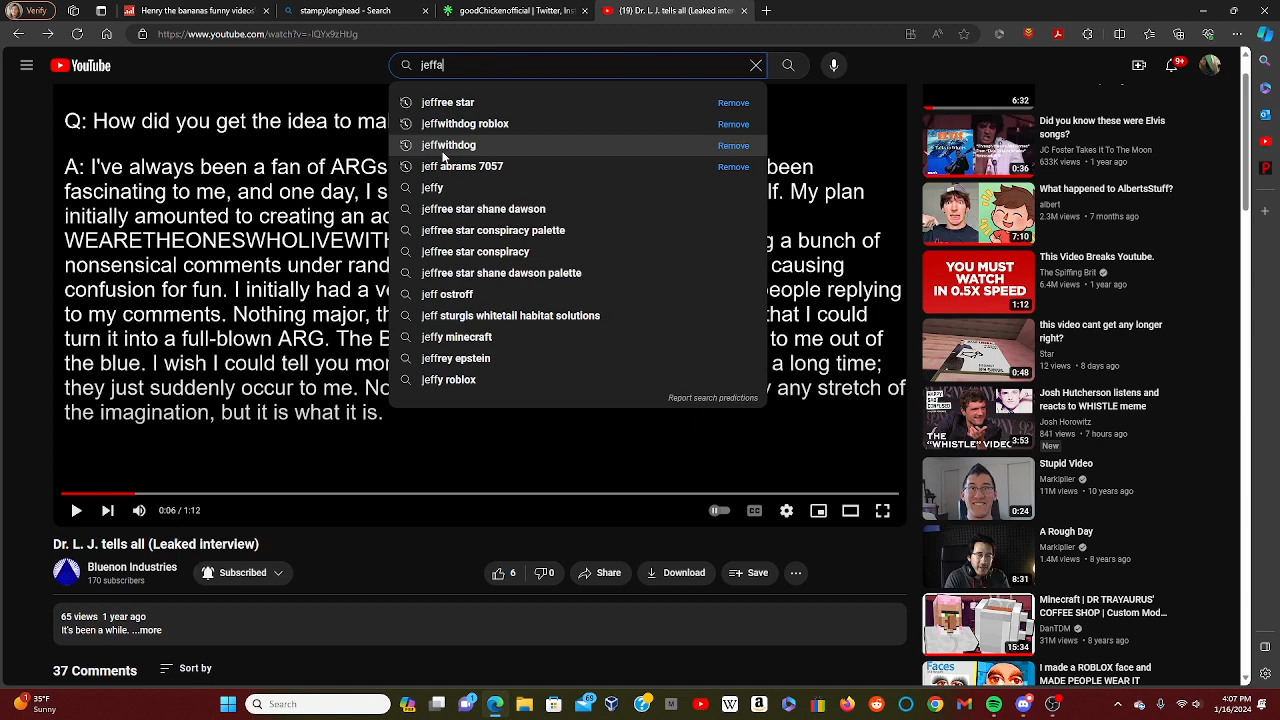 Verify
Henry the bananas funny videos
stampylonghead - Search
goodChickenofficial | Twitter, Inst
(19) Dr. L. J. tells all (Leaked inter
https://www.youtube.com/watch?v=-lQYx9zHtJg
YouTube
jeffs
9+
jeffree star Remove
jeffwithdog roblox Remove
jeffwithdog Remove
Remove
jeffy
jeffree star shane dawson
jeffree star conspiracy palette
jeffree star conspiracy
jeffree star shane dawson palette
jeff ostroff
jeff sturgis whitetail habitat solutions
jeffy minecraft
jeffrey epstein
jeffy roblox
Report search predictions
Q: How did you get the idea to ma
A: I've always been a fan of ARGs been
fascinating to me, and one day, I s lf. My plan
initially amounted to creating an ac
WEARETHEONESWHOL!VEWITH g a bunch of
nonsensical comments under rand causing
confusion for fun. I initially had a ve people replying
to my comments. Nothing major, th that I could
turn it into a full-blown ARG. The B to me out of
the blue. I wish I could tell you mor a long time;
they just suddenly occur to me. No y any stretch of
the imagination, but it is what it is.
0:06 / 1:12
CC
Dr. L. J. tells all (Leaked interview)
Bluenon Industries
170 subscribers
Subscribed
6
Share
Download
Save
65 views 1 year ago
It's been a while. ...more
37 Comments
Sort by
6:32
Did you know these were Elvis
songs?
JC Foster Takes It To The Moon
633K views • 1 year ago
0:36
What happened to AlbertsStuff?
albert
2.3M views • 7 months ago
7:10
This Video Breaks Youtube.
The Spiffing Brit
6.4M views • 1 year ago
YOU MUST
WATCH
IN 0.5X SPEED
1:12
this video cant get any longer
right?
Star
12 views • 8 days ago
0:48
Josh Hutcherson listens and
reacts to WHISTLE meme
Josh Horowitz
841 views • 7 hours ago
New
THE
"WHISTLE" VIDEO
3:53
Stupid Video
Markiplier
11M views • 10 years ago
0:24
A Rough Day
Markiplier
1.4M views • 8 years ago
8:31
Minecraft | DR TRAYAURUS'
COFFEE SHOP | Custom Mod...
DanTDM
31M views • 8 years ago
15:34
I made a ROBLOX face and
MADE PEOPLE WEAR IT
Faces
35°F
Sunny
Search
4:07 PM
1/16/2024